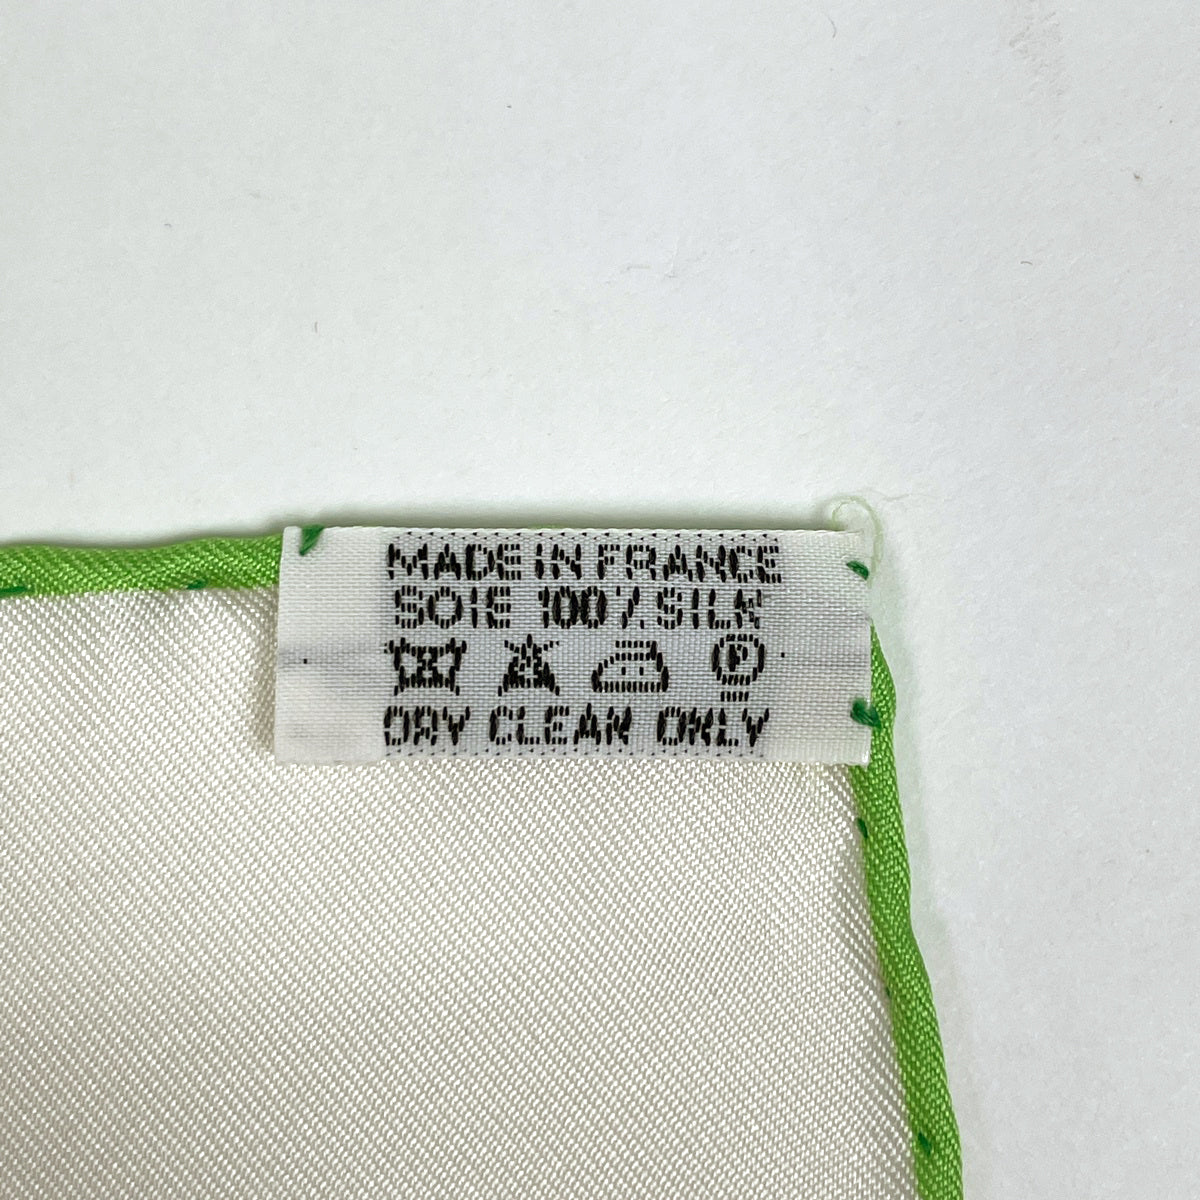 MADE IN FRANCE
SOIE 100% SILK
P
DRY CLEAN ONLY